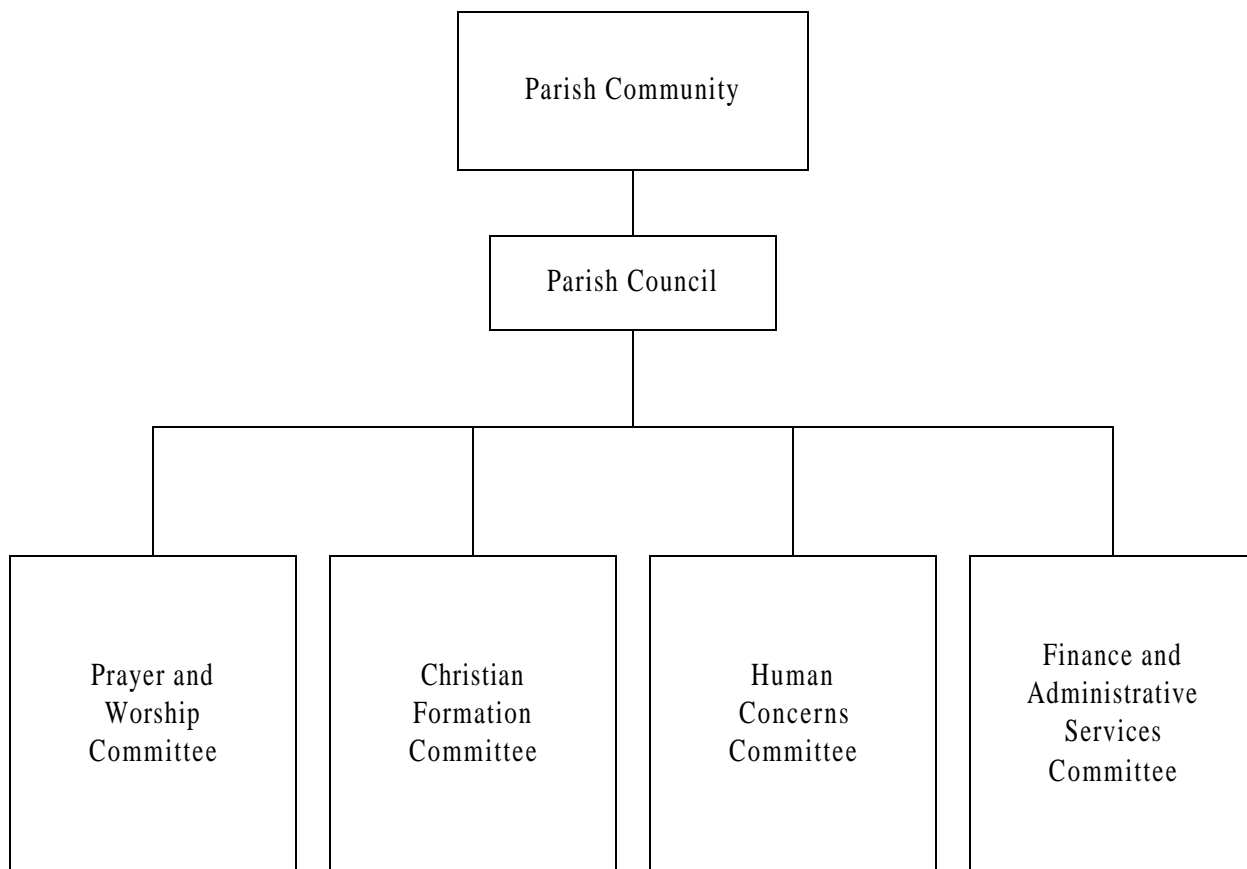 Parish Community
Parish Council
Prayer and
Worship
Committee
Christian
Formation
Committee
Human
Concerns
Committee
Finance and
Administrative
Services
Committee